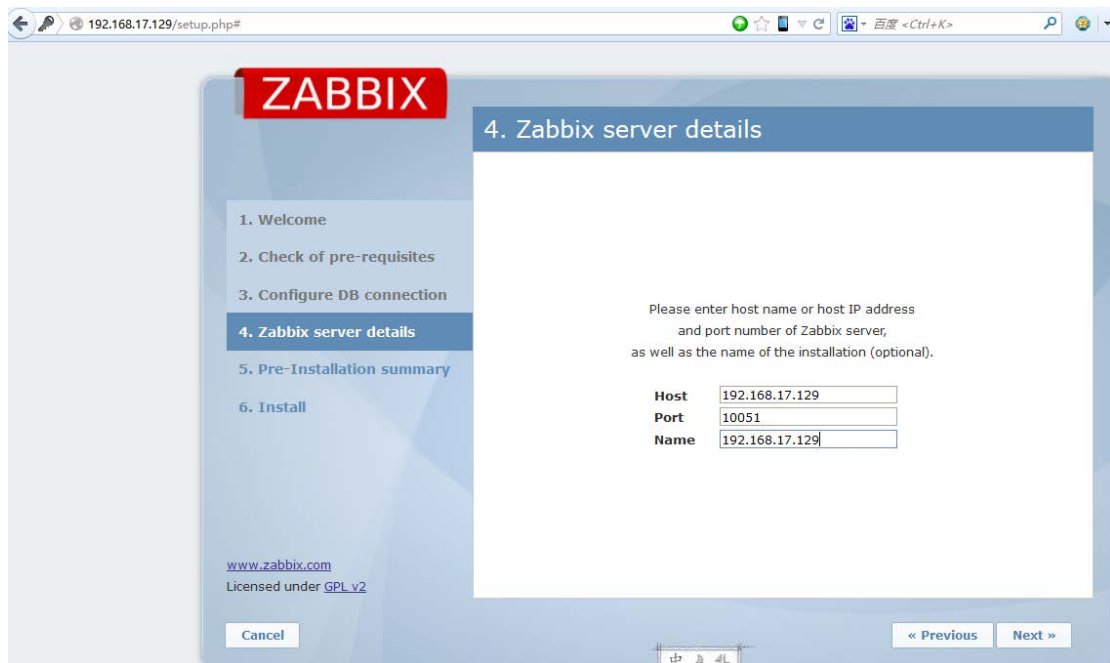 192.168.17.129/setup.php#
百度 <Ctrl+K>
ZABBIX
4. Zabbix server details
1. Welcome
2. Check of pre-requisites
3. Configure DB connection
4. Zabbix server details
5. Pre-Installation summary
6. Install
Please enter host name or host IP address
and port number of Zabbix server,
as well as the name of the installation (optional).
Host 192.168.17.129
Port 10051
Name 192.168.17.129
www.zabbix.com
Licensed under GPL v2
Cancel
« Previous
Next »
中